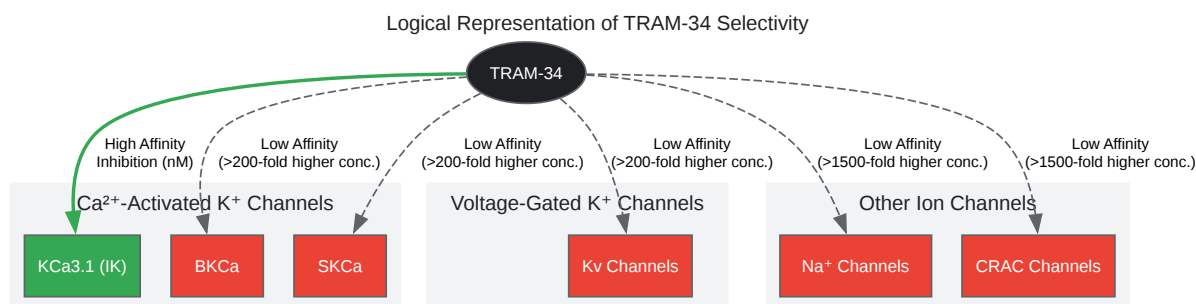 Logical Representation of TRAM-34 Selectivity
TRAM-34
High Affinity
Inhibition (nM)
Low Affinity
(>200-fold higher conc.)
Low Affinity
(>200-fold higher conc.)
Low Affinity
(>200-fold higher conc.)
Low Affinity
(>1500-fold higher conc.)
Low Affinity
(>1500-fold higher conc.)
Ca²⁺-Activated K⁺ Channels
Voltage-Gated K⁺ Channels
Other Ion Channels
KCa3.1 (IK)
BKCa
SKCa
Kv Channels
Na⁺ Channels
CRAC Channels